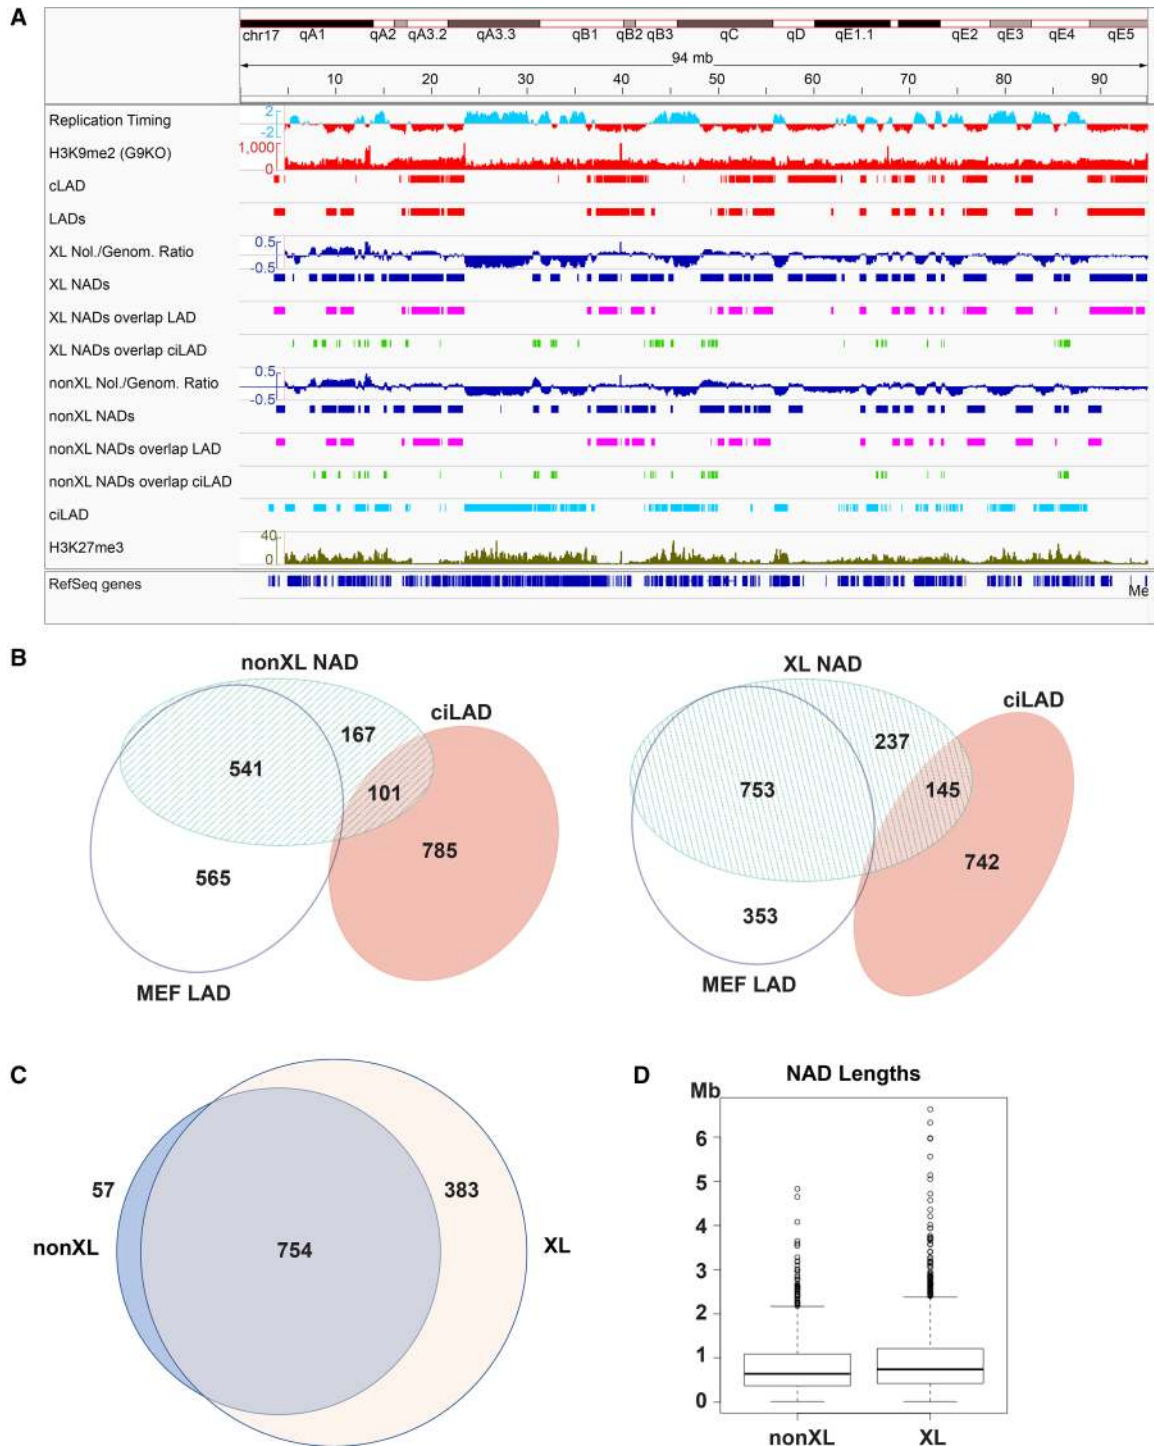 A
chr17 qA1 qA2 qA3.2 qA3.3 qB1 qB2 qB3 qC qD qE1.1 qE2 qE3 qE4 qE5
94 mb
10 20 30 40 50 60 70 80 90
Replication Timing 2 -2
H3K9me2 (G9KO) 1,000 0
cLAD
LADs
XL Nol./Genom. Ratio 0.5 -0.5
XL NADs
XL NADs overlap LAD
XL NADs overlap ciLAD
nonXL Nol./Genom. Ratio 0.5 -0.5
nonXL NADs
nonXL NADs overlap LAD
nonXL NADs overlap ciLAD
ciLAD
H3K27me3 40 0
RefSeq genes Me
B
nonXL NAD
ciLAD
167
541
101
785
565
MEF LAD
XL NAD
ciLAD
237
753
145
742
353
MEF LAD
C
57
nonXL
754
383
XL
D
NAD Lengths
Mb
6
5
4
3
2
1
0
nonXL XL